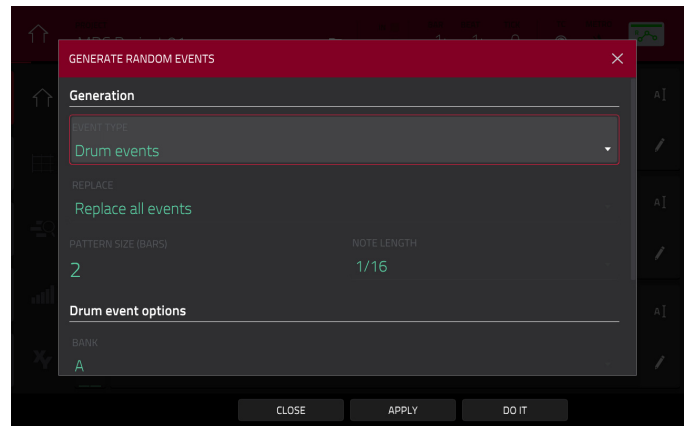 GENERATE RANDOM EVENTS
Generation
EVENT TYPE
Drum events
REPLACE
Replace all events
PATTERN SIZE (BARS) NOTE LENGTH
2 1/16
Drum event options
BANK
A
CLOSE APPLY DO IT